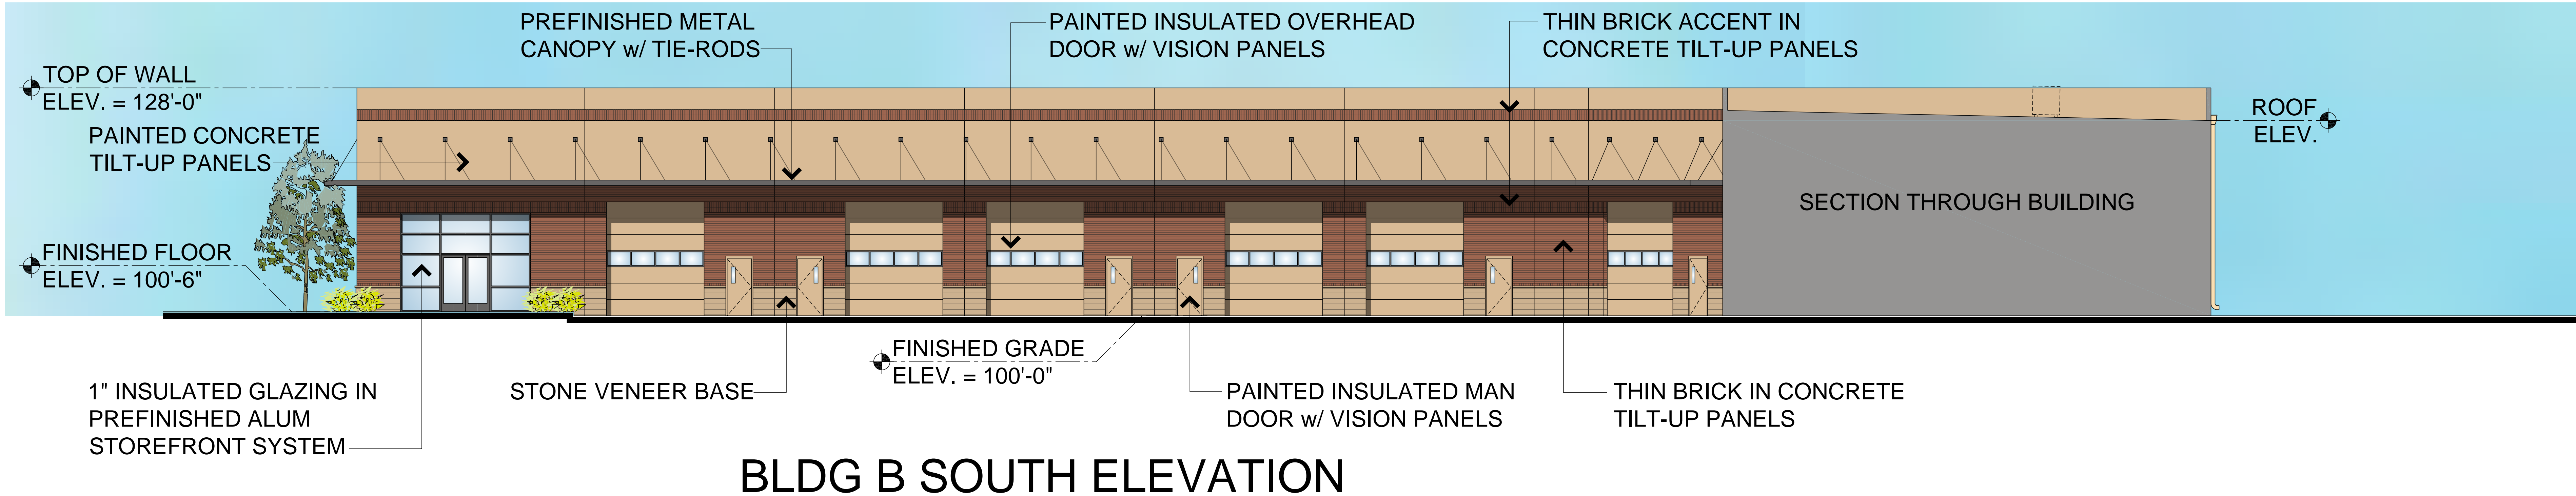 PREFINISHED METAL
CANOPY w/ TIE-RODS
PAINTED INSULATED OVERHEAD
DOOR w/ VISION PANELS
THIN BRICK ACCENT IN
CONCRETE TILT-UP PANELS
TOP OF WALL
ELEV. = 128'-0"
PAINTED CONCRETE
TILT-UP PANELS
ROOF
ELEV.
SECTION THROUGH BUILDING
FINISHED FLOOR
ELEV. = 100'-6"
FINISHED GRADE
ELEV. = 100'-0"
1" INSULATED GLAZING IN
PREFINISHED ALUM
STOREFRONT SYSTEM
STONE VENEER BASE
PAINTED INSULATED MAN
DOOR w/ VISION PANELS
THIN BRICK IN CONCRETE
TILT-UP PANELS
BLDG B SOUTH ELEVATION